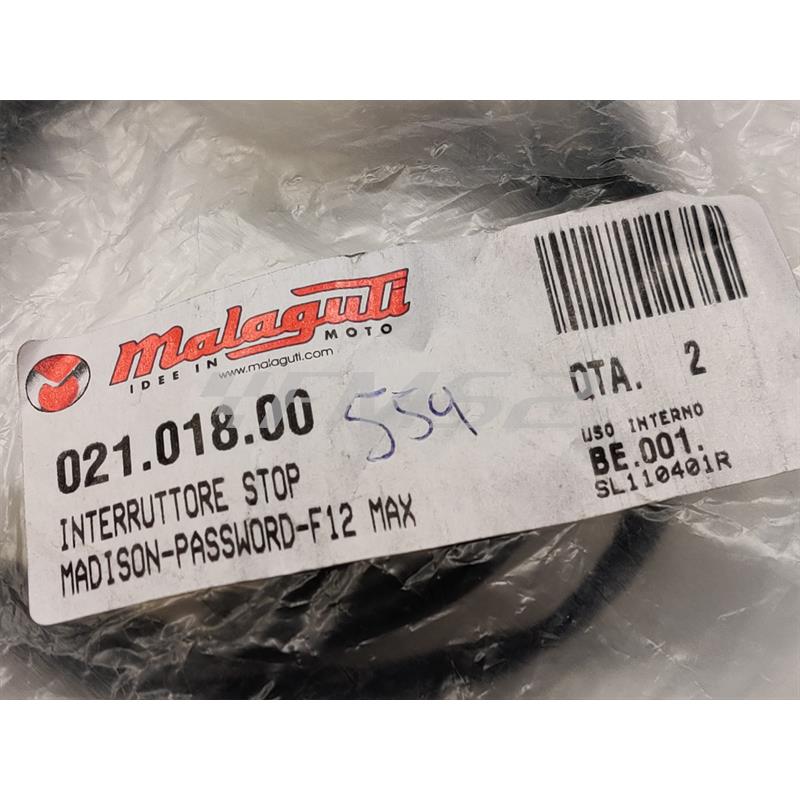 Malaguti
IDEE IN MOTO
www.malaguti.com
021.018.00
554
INTERRUTTORE STOP
MADISON-PASSWORD-F12 MAX
QTA. 2
USO INTERNO
BE.001.
SL110401R